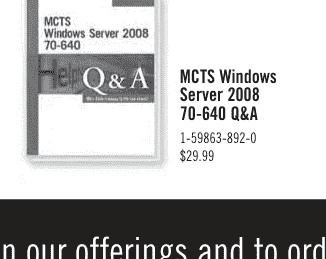 MCTS
Windows Server 2008
70-640
Help
Q & A
MCTS Windows
Server 2008
70-640 Q&A
1-59863-892-0
$29.99
n our offerings and to ord